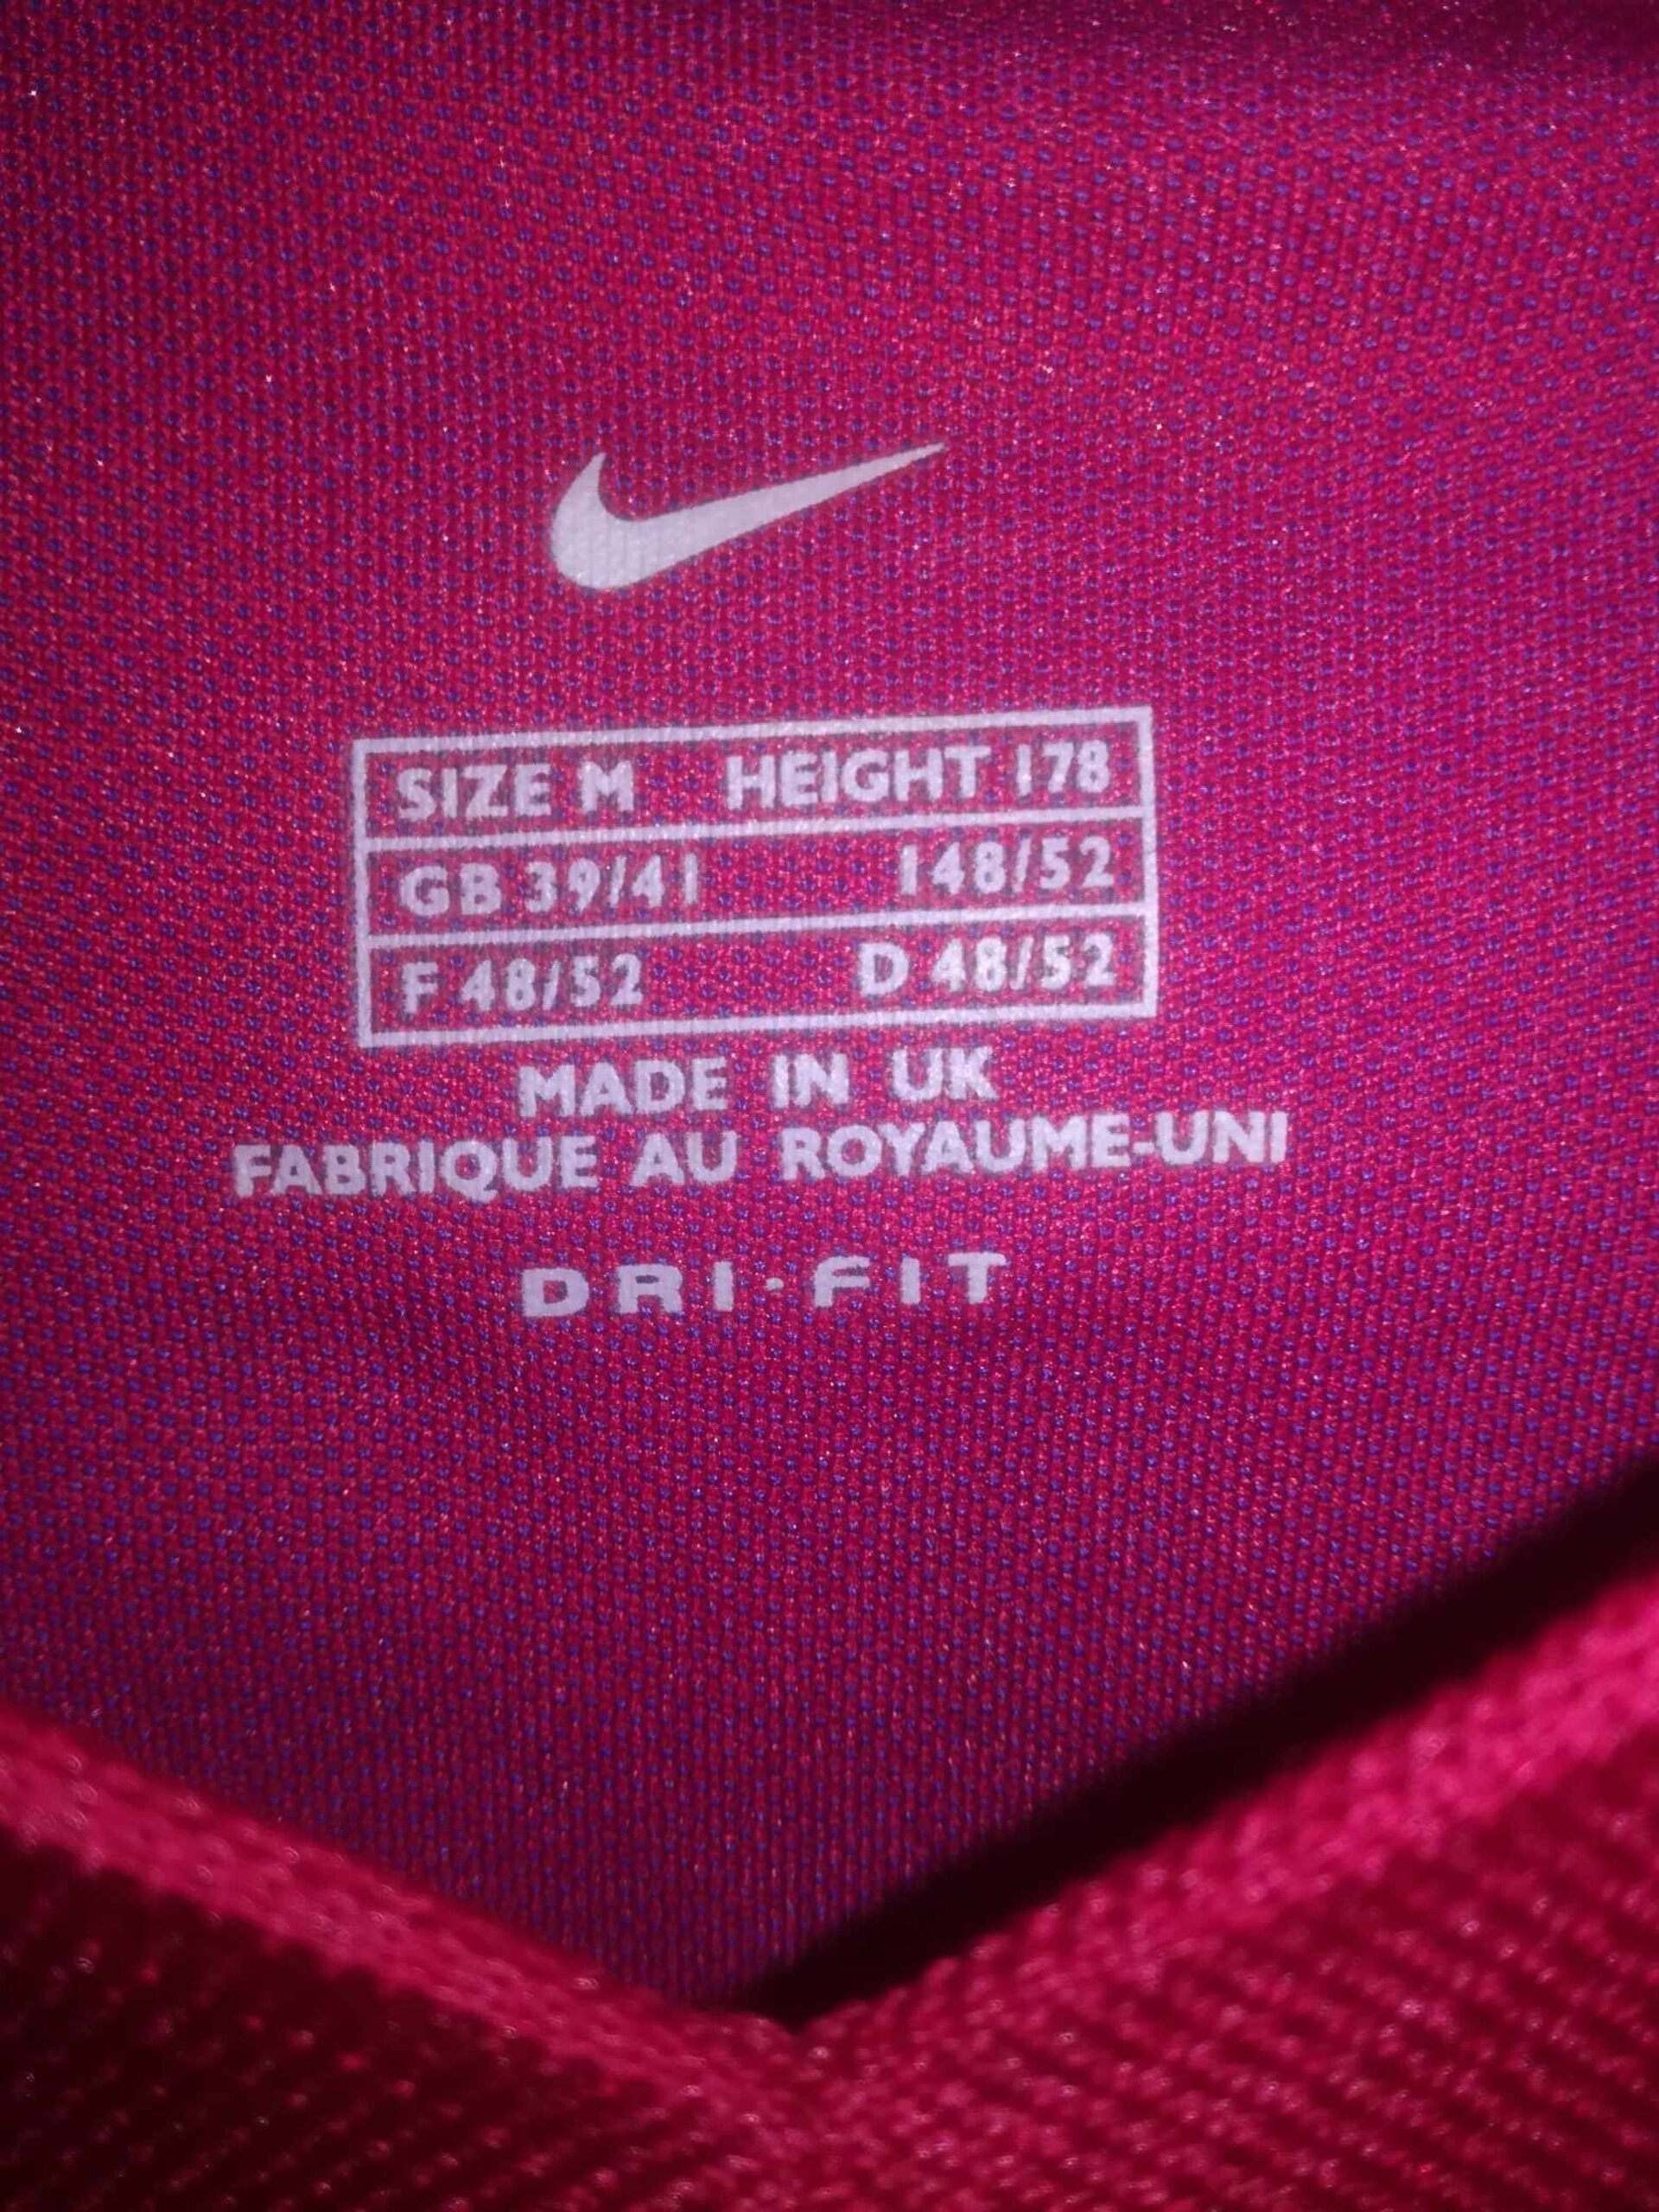 SIZE M HEIGHT 178
GB 39/41 148/52
F 48/52 D 48/52
MADE IN UK
FABRIQUE AU ROYAUME-UNI
DRI·FIT